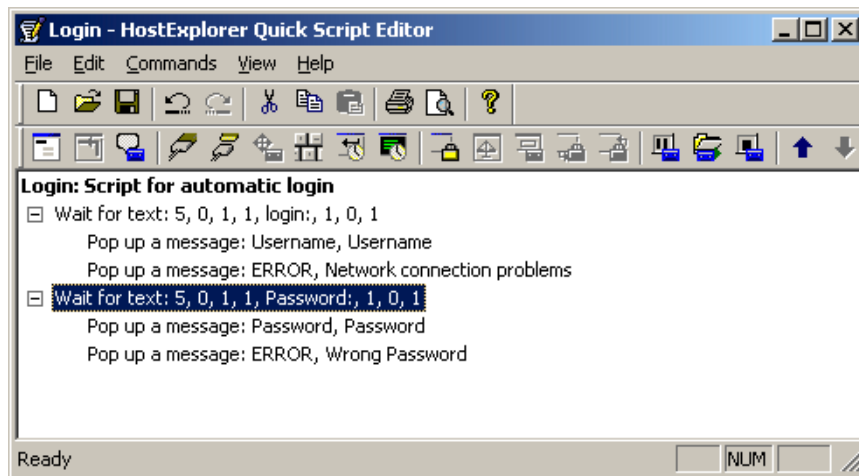 Login - HostExplorer Quick Script Editor
File Edit Commands View Help
Login: Script for automatic login
Wait for text: 5, 0, 1, 1, login:, 1, 0, 1
Pop up a message: Username, Username
Pop up a message: ERROR, Network connection problems
Wait for text: 5, 0, 1, 1, Password:, 1, 0, 1
Pop up a message: Password, Password
Pop up a message: ERROR, Wrong Password
Ready NUM